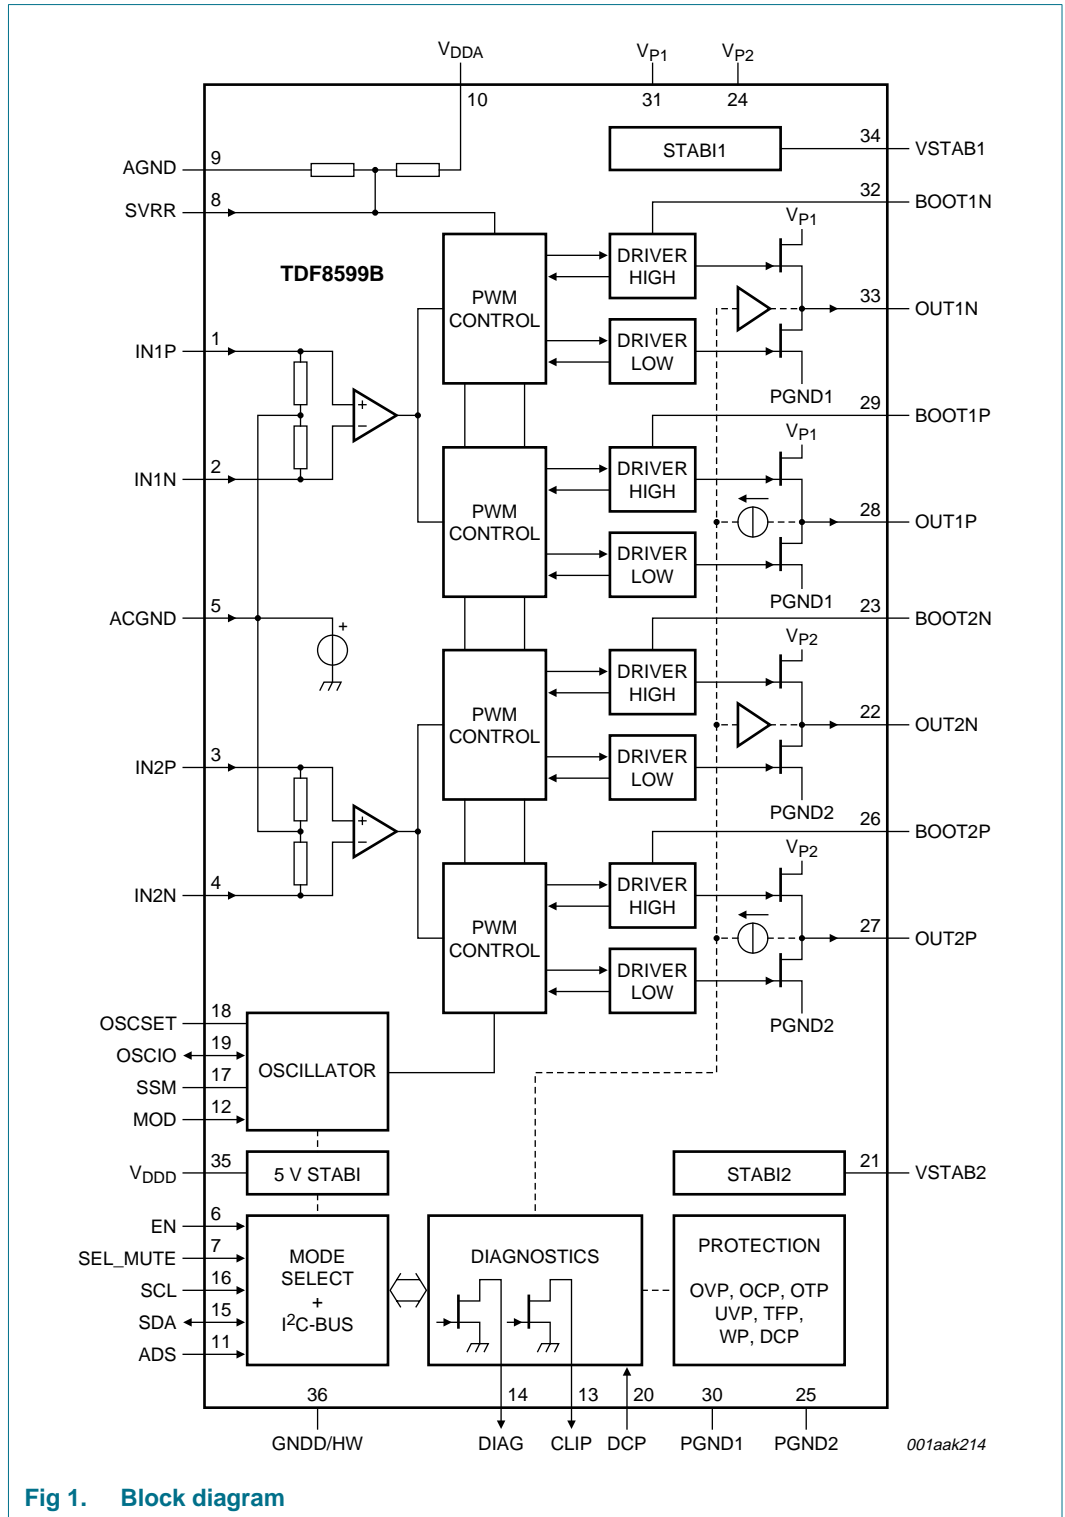 VDDA VP1 VP2
10 31 24
STABI1 34 VSTAB1
AGND 9
32 BOOT1N
SVRR 8
VP1
TDF8599B
PWM CONTROL
DRIVER HIGH
33 OUT1N
IN1P 1
DRIVER LOW
+
−
PGND1
29 BOOT1P
VP1
IN1N 2
DRIVER HIGH
PWM CONTROL
28 OUT1P
DRIVER LOW
PGND1
ACGND 5
+
23 BOOT2N
VP2
DRIVER HIGH
PWM CONTROL
22 OUT2N
IN2P 3
DRIVER LOW
+
−
PGND2
26 BOOT2P
VP2
IN2N 4
DRIVER HIGH
PWM CONTROL
27 OUT2P
DRIVER LOW
PGND2
OSCSET 18
OSCIO 19
OSCILLATOR
SSM 17
MOD 12
VDDD 35
5 V STABI
STABI2 21 VSTAB2
EN 6
SEL_MUTE 7
SCL 16
SDA 15
ADS 11
MODE
SELECT
+
I2C-BUS
DIAGNOSTICS
PROTECTION
OVP, OCP, OTP
UVP, TFP,
WP, DCP
36 14 13 20 30 25
GNDD/HW DIAG CLIP DCP PGND1 PGND2
001aak214
Fig 1. Block diagram